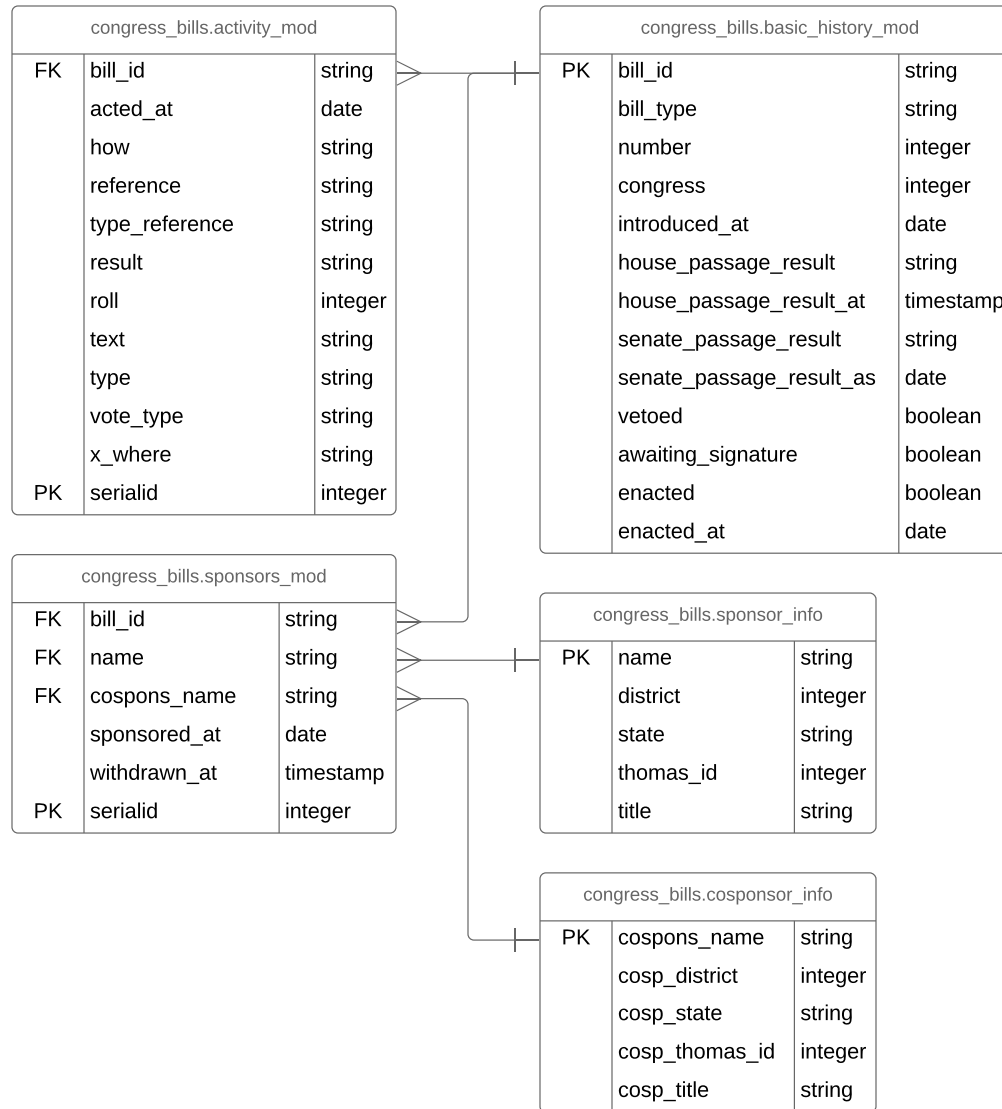 congress_bills.activity_mod
FK bill_id string
acted_at date
how string
reference string
type_reference string
result string
roll integer
text string
type string
vote_type string
x_where string
PK serialid integer
congress_bills.basic_history_mod
PK bill_id string
bill_type string
number integer
congress integer
introduced_at date
house_passage_result string
house_passage_result_at timestamp
senate_passage_result string
senate_passage_result_as date
vetoed boolean
awaiting_signature boolean
enacted boolean
enacted_at date
congress_bills.sponsors_mod
FK bill_id string
FK name string
FK cospons_name string
sponsored_at date
withdrawn_at timestamp
PK serialid integer
congress_bills.sponsor_info
PK name string
district integer
state string
thomas_id integer
title string
congress_bills.cosponsor_info
PK cospons_name string
cosp_district integer
cosp_state string
cosp_thomas_id integer
cosp_title string